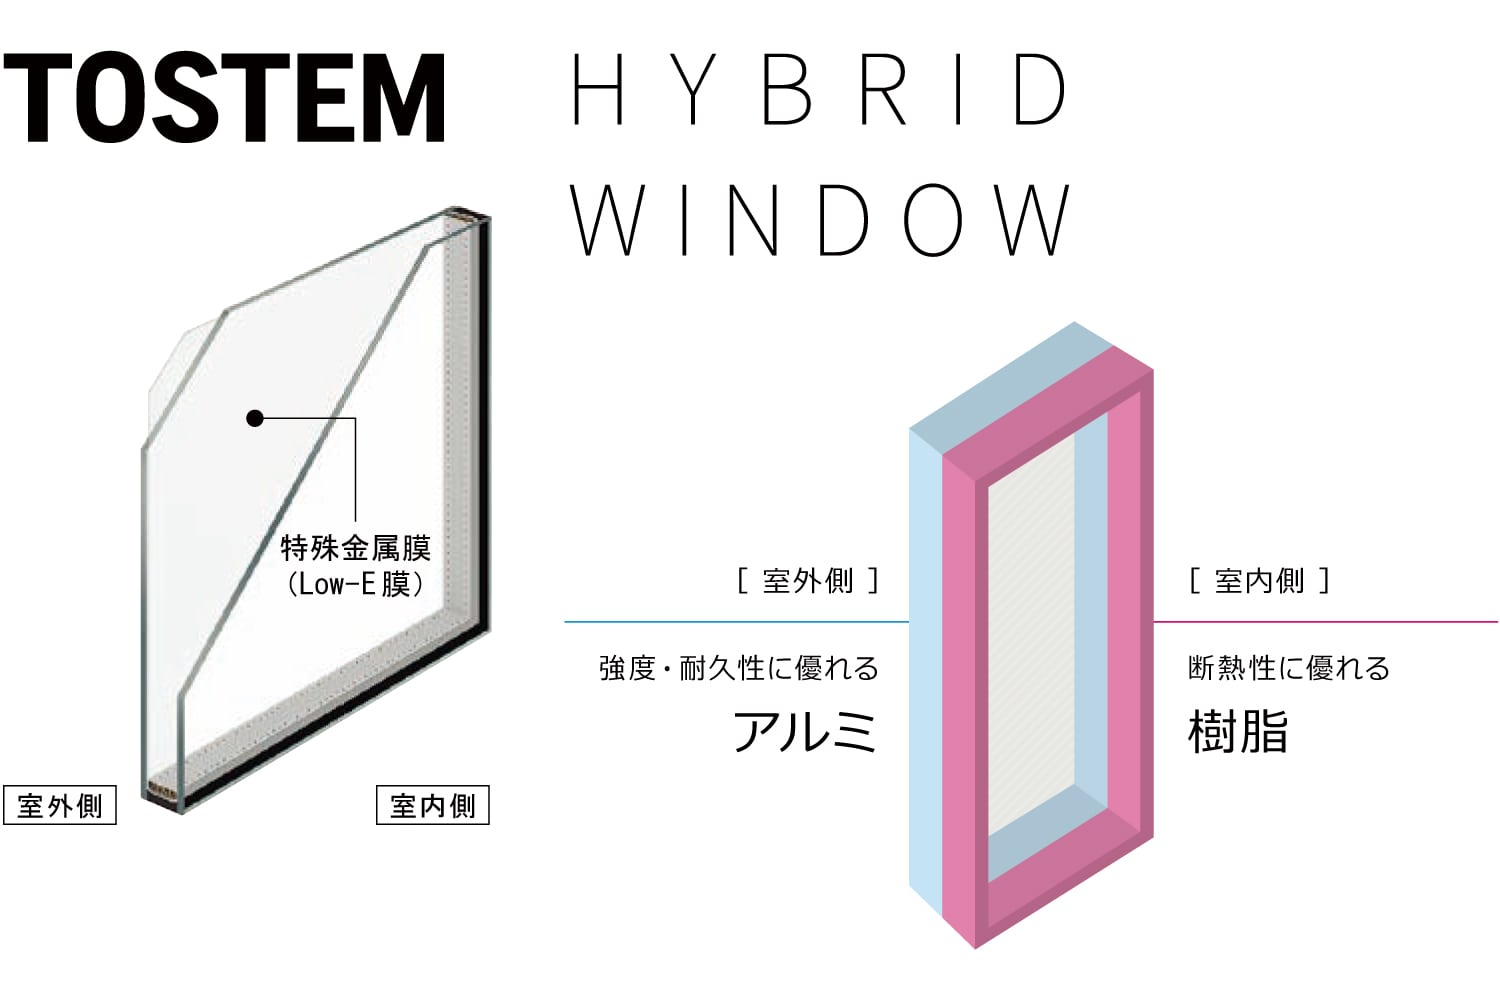 TOSTEM
HYBRID
WINDOW
特殊金属膜
（Low-E膜）
室外側
室内側
［ 室外側 ］
強度・耐久性に優れる
アルミ
［ 室内側 ］
断熱性に優れる
樹脂